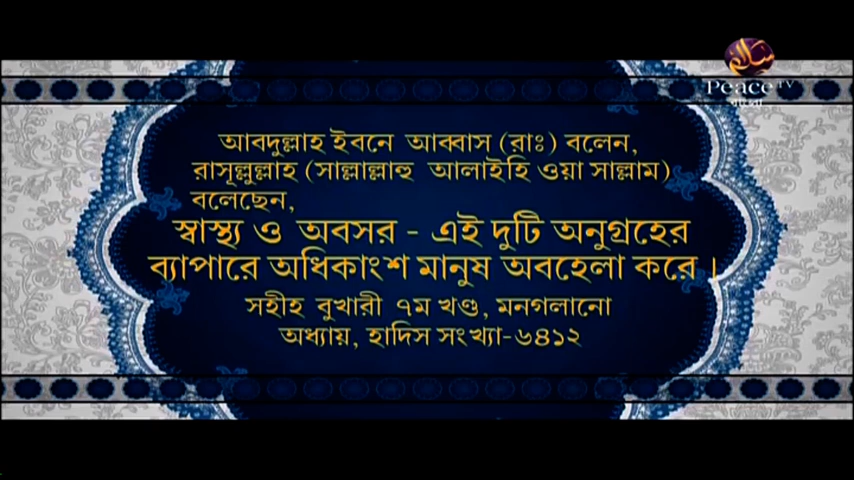 سلام
Peace TV
বাংলা
আবদুল্লাহ ইবনে আব্বাস (রাঃ) বলেন,
রাসূলুল্লাহ (সাল্লাল্লাহু আলাইহি ওয়া সাল্লাম)
বলেছেন,
স্বাস্থ্য ও অবসর - এই দুটি অনুগ্রহের
ব্যাপারে অধিকাংশ মানুষ অবহেলা করে।
সহীহ বুখারী ৭ম খণ্ড, মনগলানো
অধ্যায়, হাদিস সংখ্যা-৬৪১২